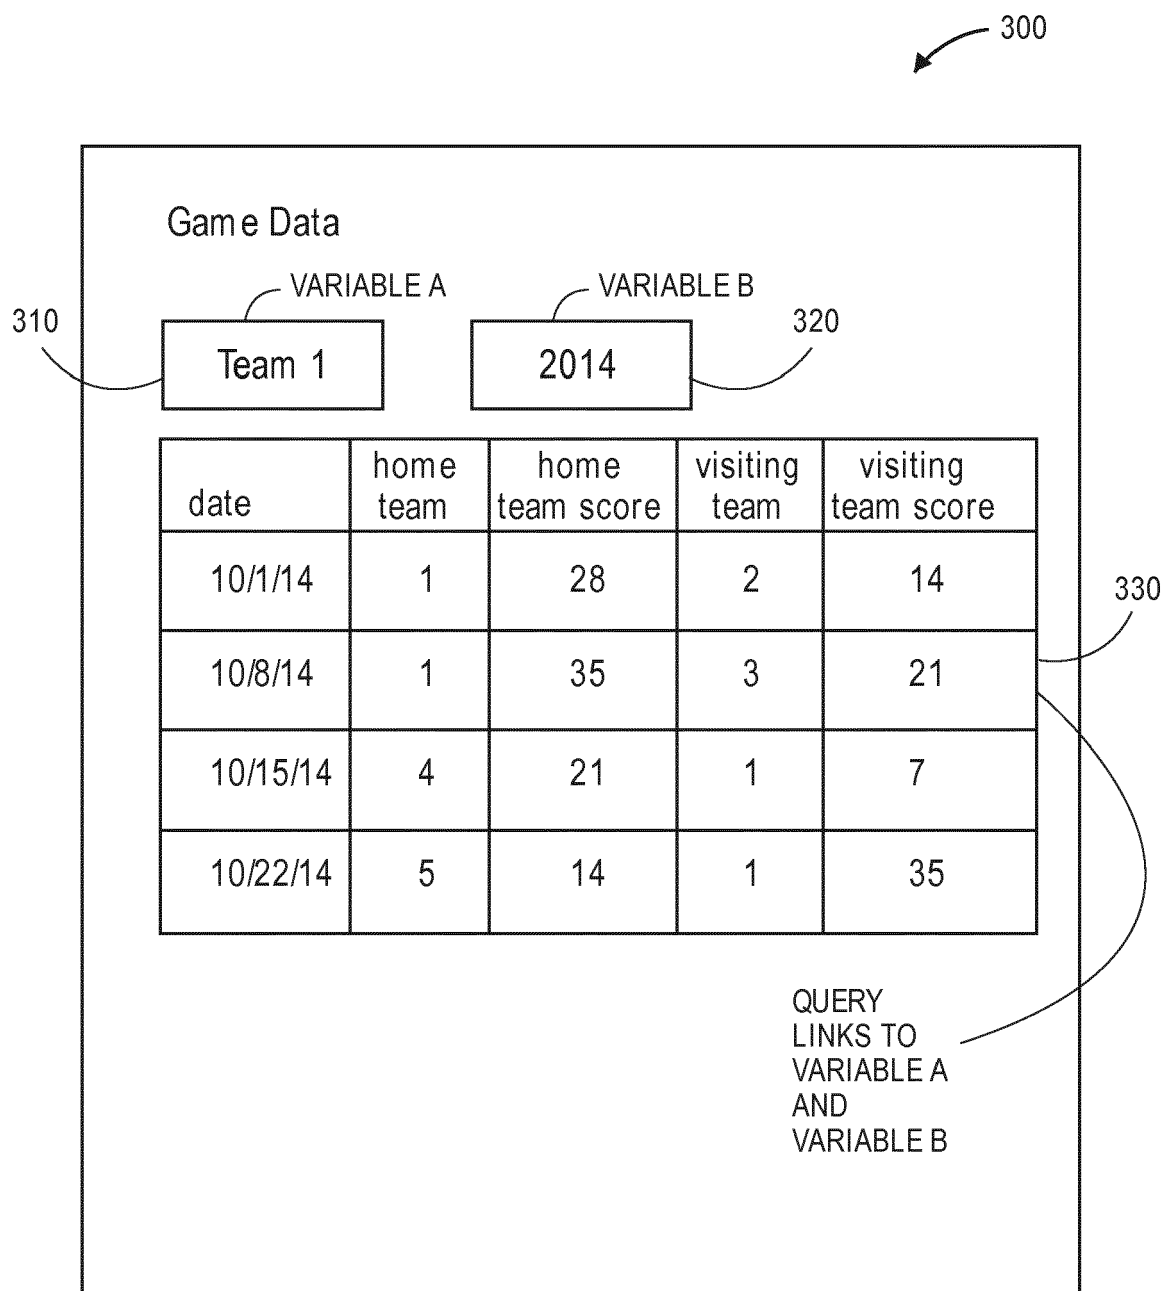 300
Game Data
VARIABLE A
VARIABLE B
310
320
Team 1
2014
date
home team
home team score
visiting team
visiting team score
10/1/14 1 28 2 14
330
10/8/14 1 35 3 21
10/15/14 4 21 1 7
10/22/14 5 14 1 35
QUERY
LINKS TO
VARIABLE A
AND
VARIABLE B